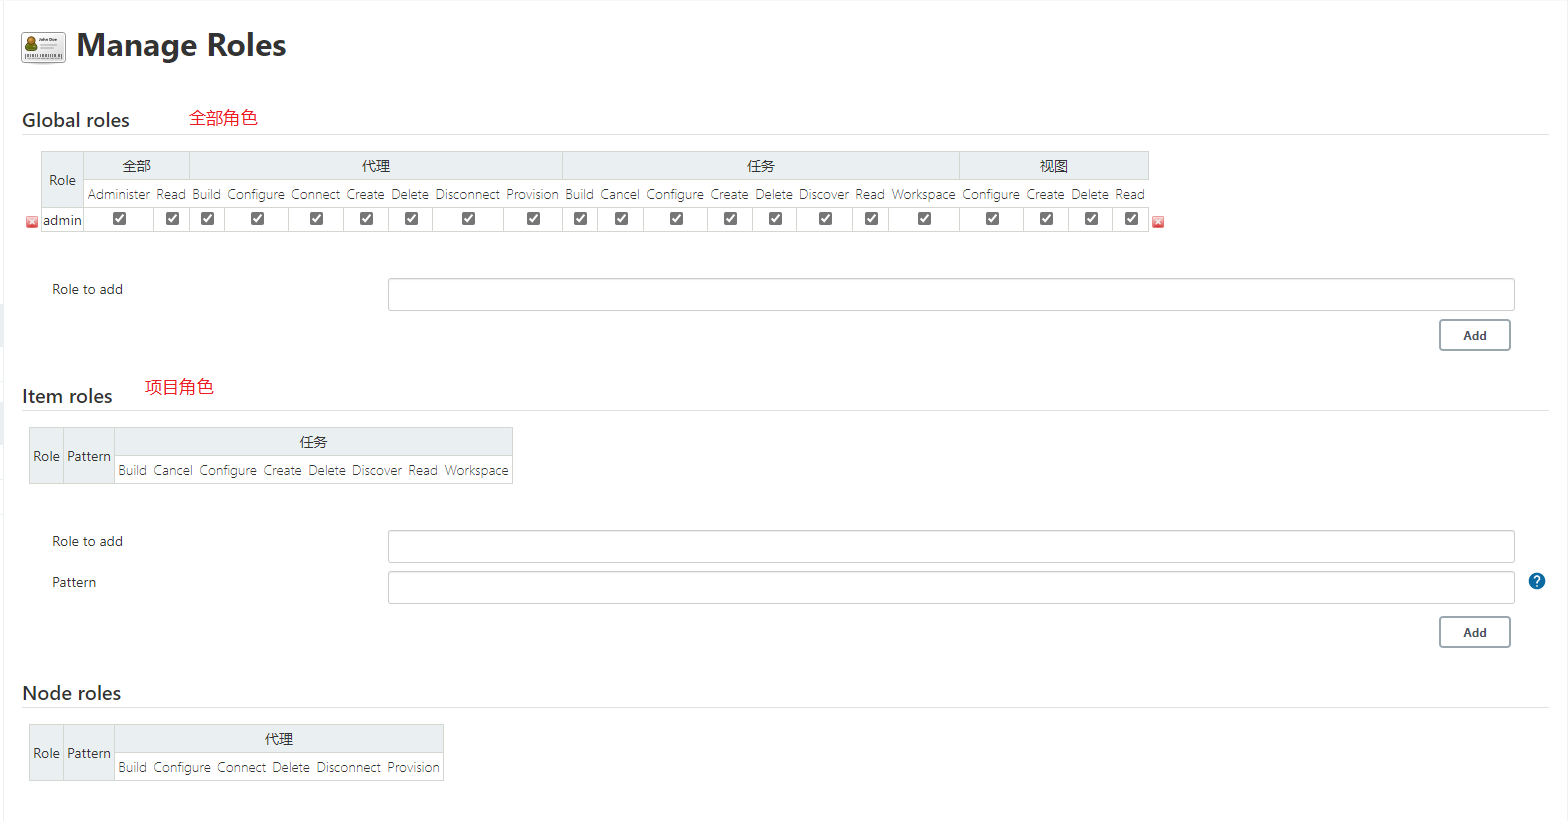 John Doe
Manage Roles
Global roles 全部角色
Role 全部 代理 任务 视图
Administer Read Build Configure Connect Create Delete Disconnect Provision Build Cancel Configure Create Delete Discover Read Workspace Configure Create Delete Read
admin
Role to add
Add
Item roles 项目角色
Role Pattern 任务
Build Cancel Configure Create Delete Discover Read Workspace
Role to add
Pattern
?
Add
Node roles
Role Pattern 代理
Build Configure Connect Delete Disconnect Provision